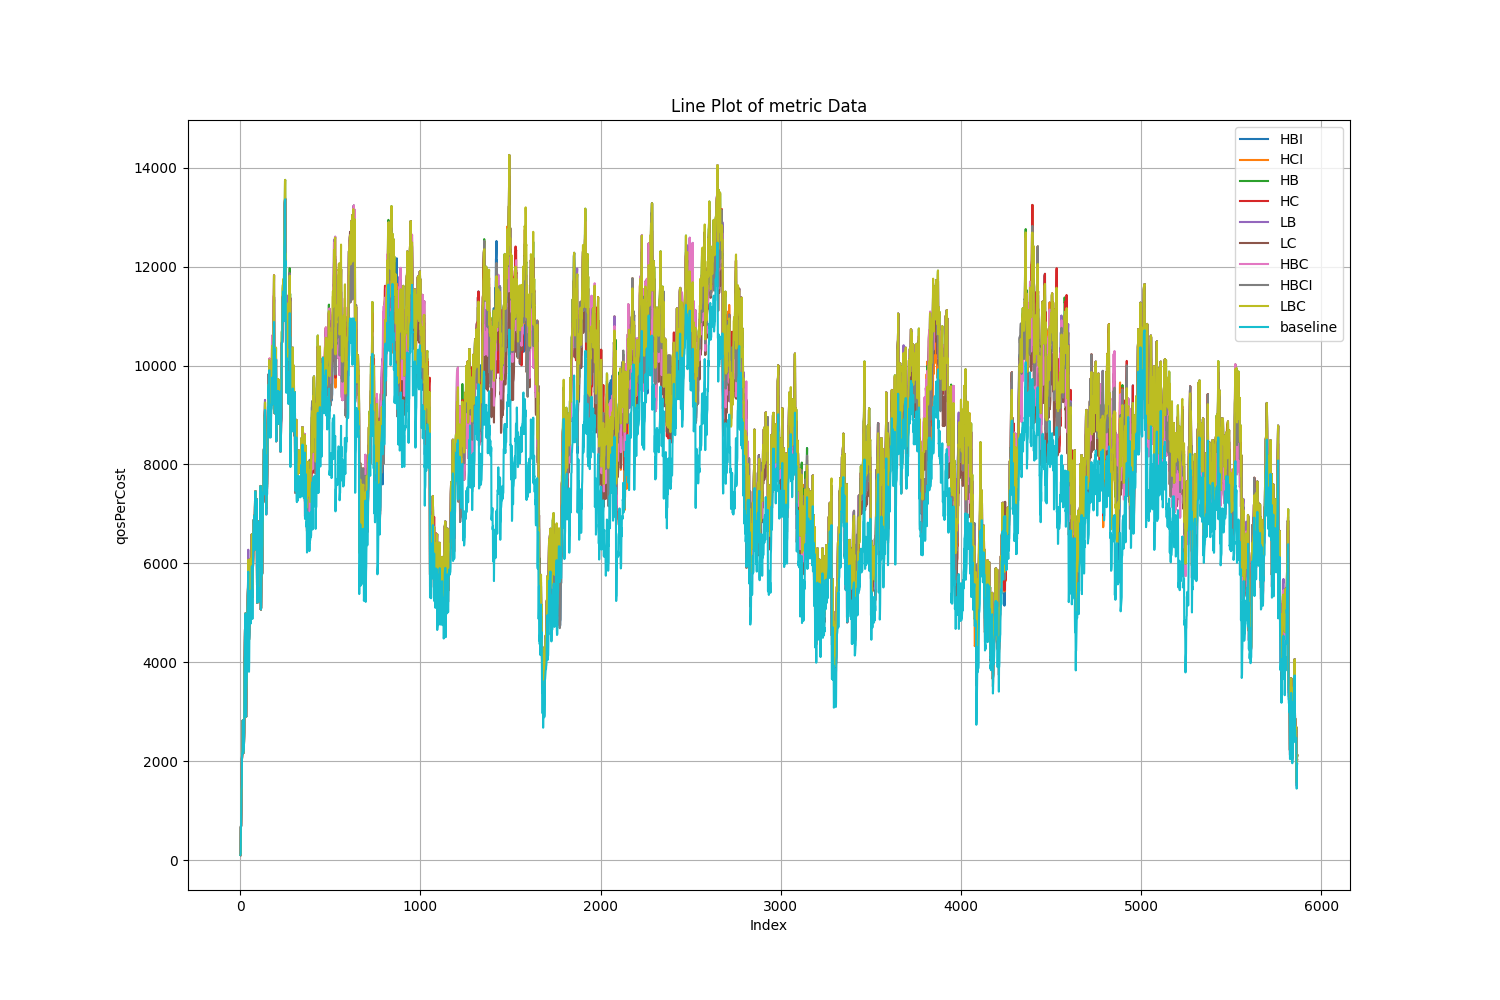 Line Plot of metric Data
14000
12000
10000
8000
6000
4000
2000
0
qosPerCost
0 1000 2000 3000 4000 5000 6000
Index
HBI
HCI
HB
HC
LB
LC
HBC
HBCI
LBC
baseline